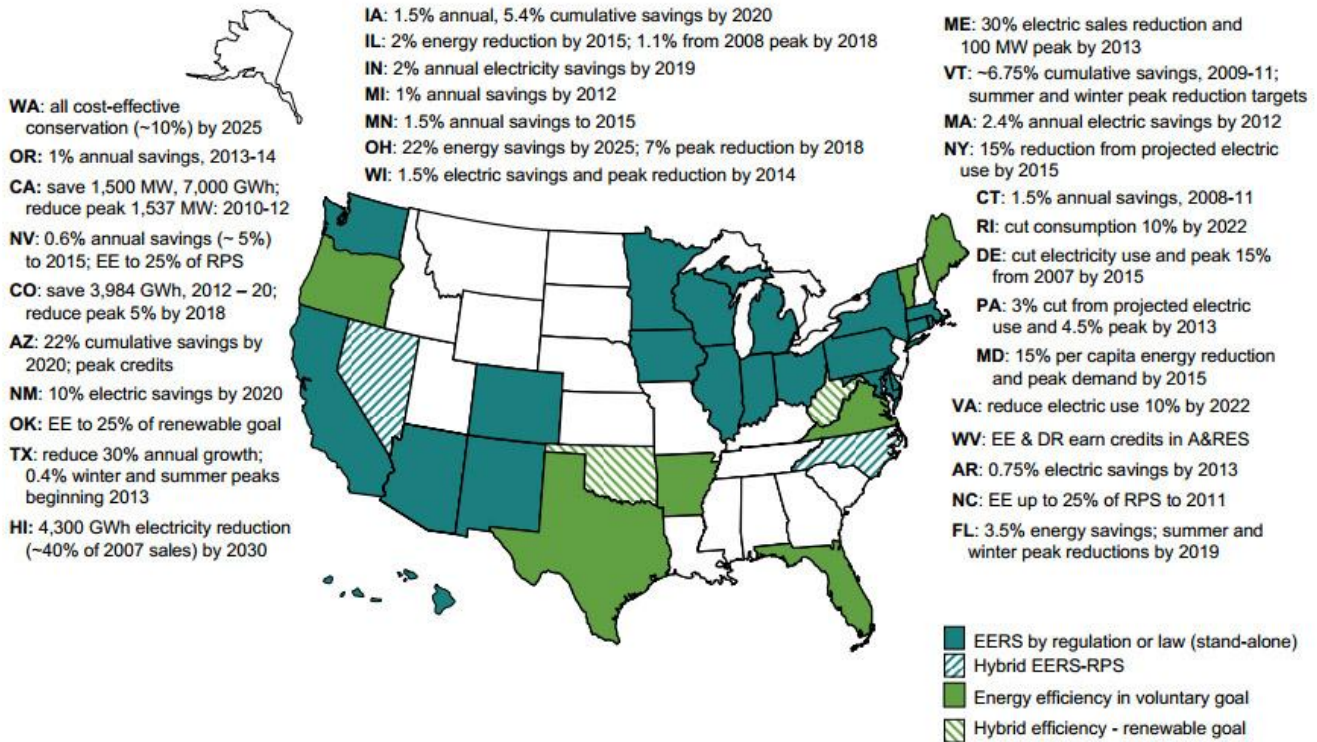 IA: 1.5% annual, 5.4% cumulative savings by 2020
IL: 2% energy reduction by 2015; 1.1% from 2008 peak by 2018
IN: 2% annual electricity savings by 2019
MI: 1% annual savings by 2012
MN: 1.5% annual savings to 2015
OH: 22% energy savings by 2025; 7% peak reduction by 2018
WI: 1.5% electric savings and peak reduction by 2014
WA: all cost-effective
conservation (~10%) by 2025
OR: 1% annual savings, 2013-14
CA: save 1,500 MW, 7,000 GWh;
reduce peak 1,537 MW: 2010-12
NV: 0.6% annual savings (~ 5%)
to 2015; EE to 25% of RPS
CO: save 3,984 GWh, 2012 – 20;
reduce peak 5% by 2018
AZ: 22% cumulative savings by
2020; peak credits
NM: 10% electric savings by 2020
OK: EE to 25% of renewable goal
TX: reduce 30% annual growth;
0.4% winter and summer peaks
beginning 2013
HI: 4,300 GWh electricity reduction
(~40% of 2007 sales) by 2030
ME: 30% electric sales reduction and
100 MW peak by 2013
VT: ~6.75% cumulative savings, 2009-11;
summer and winter peak reduction targets
MA: 2.4% annual electric savings by 2012
NY: 15% reduction from projected electric
use by 2015
CT: 1.5% annual savings, 2008-11
RI: cut consumption 10% by 2022
DE: cut electricity use and peak 15%
from 2007 by 2015
PA: 3% cut from projected electric
use and 4.5% peak by 2013
MD: 15% per capita energy reduction
and peak demand by 2015
VA: reduce electric use 10% by 2022
WV: EE & DR earn credits in A&RES
AR: 0.75% electric savings by 2013
NC: EE up to 25% of RPS to 2011
FL: 3.5% energy savings; summer and
winter peak reductions by 2019
EERS by regulation or law (stand-alone)
Hybrid EERS-RPS
Energy efficiency in voluntary goal
Hybrid efficiency - renewable goal